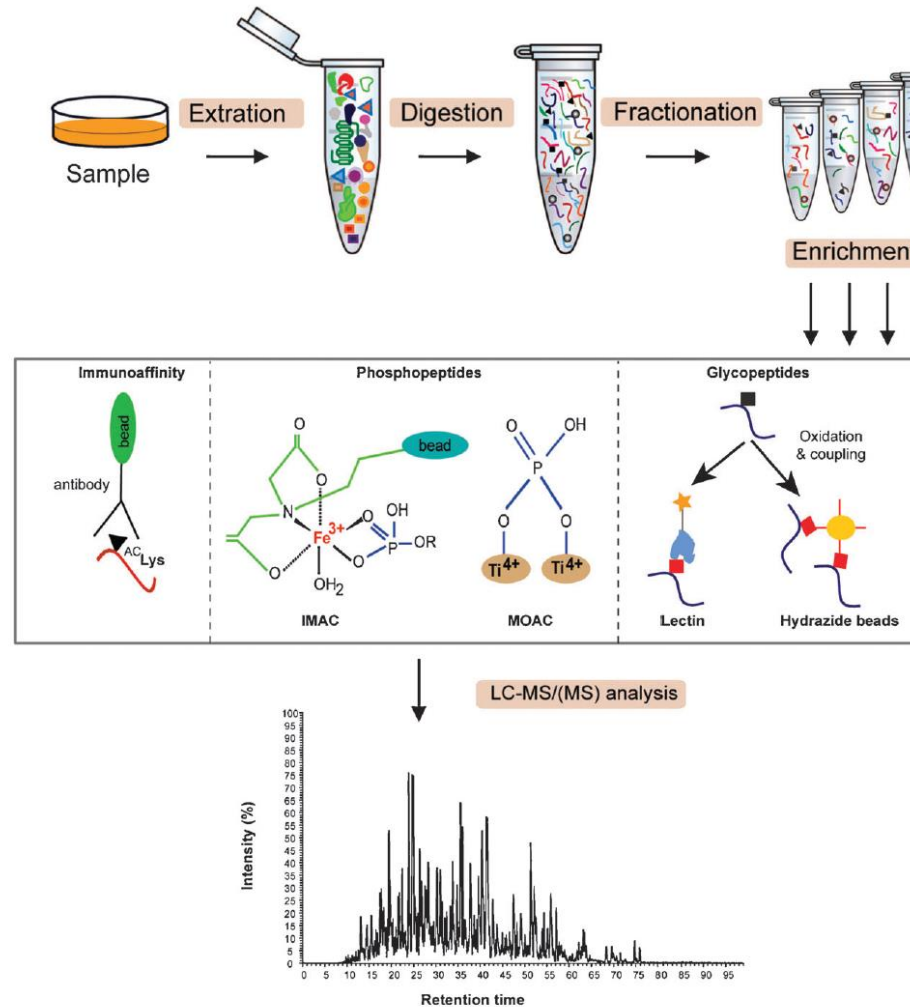 Extration
Digestion
Fractionation
Sample
Enrichmen
Immunoaffinity
Phosphopeptides
Glycopeptides
bead
antibody
AC Lys
O
O
N
bead
Fe3+
O
O
OH
P
OR
O
OH2
IMAC
O
OH
P
O
O
Ti4+
Ti4+
MOAC
Oxidation
& coupling
Lectin
Hydrazide beads
LC-MS/(MS) analysis
Intensity (%)
100
95
90
85
80
75
70
65
60
55
50
45
40
35
30
25
20
15
10
5
0
0 5 10 15 20 25 30 35 40 45 50 55 60 65 70 75 80 85 90 95
Retention time